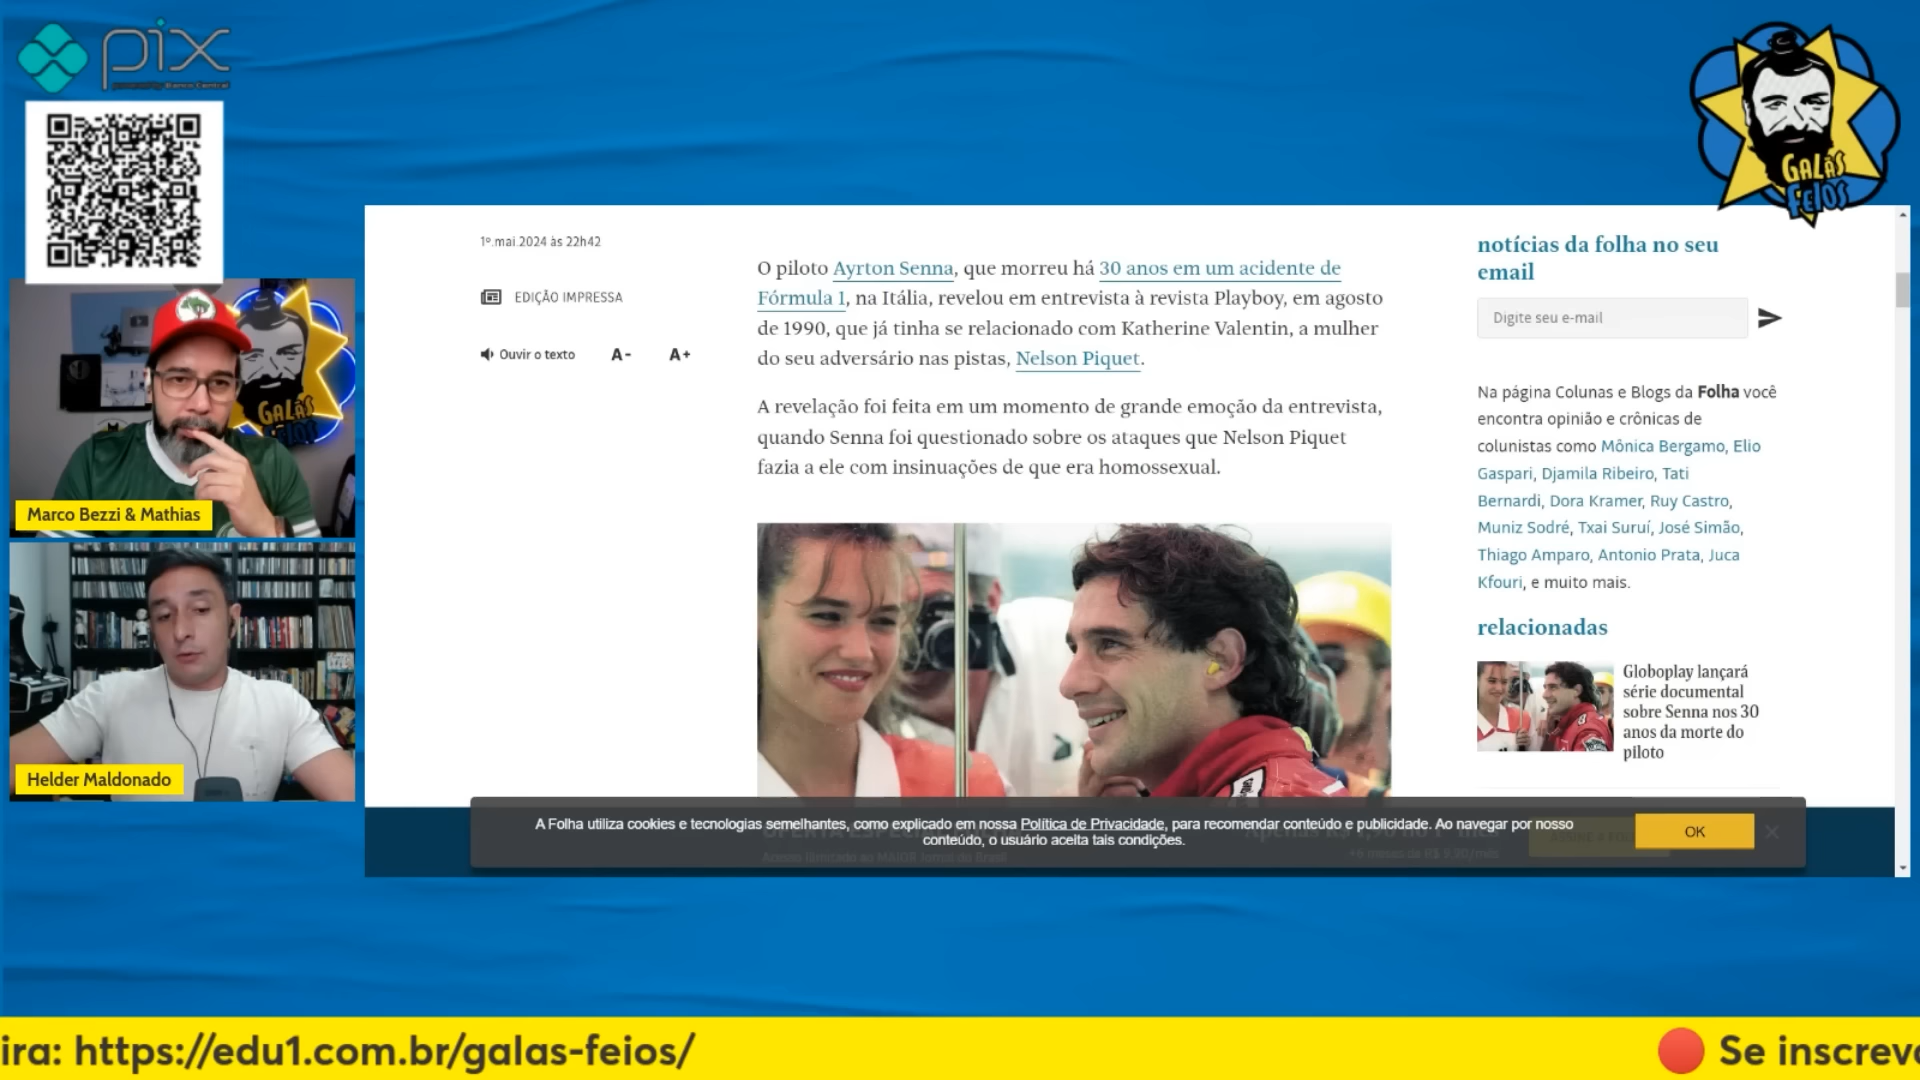 pix
powered by Banco Central
GALÃS
FEIOS
1º.mai.2024 às 22h42
EDIÇÃO IMPRESSA
Ouvir o texto A- A+
O piloto Ayrton Senna, que morreu há 30 anos em um acidente de
Fórmula 1, na Itália, revelou em entrevista à revista Playboy, em agosto
de 1990, que já tinha se relacionado com Katherine Valentin, a mulher
do seu adversário nas pistas, Nelson Piquet.
A revelação foi feita em um momento de grande emoção da entrevista,
quando Senna foi questionado sobre os ataques que Nelson Piquet
fazia a ele com insinuações de que era homossexual.
notícias da folha no seu
email
Digite seu e-mail
Na página Colunas e Blogs da Folha você
encontra opinião e crônicas de
colunistas como Mônica Bergamo, Elio
Gaspari, Djamila Ribeiro, Tati
Bernardi, Dora Kramer, Ruy Castro,
Muniz Sodré, Txai Suruí, José Simão,
Thiago Amparo, Antonio Prata, Juca
Kfouri, e muito mais.
relacionadas
Globoplay lançará
série documental
sobre Senna nos 30
anos da morte do
piloto
GALÃS
FEIOS
Marco Bezzi & Mathias
Helder Maldonado
A Folha utiliza cookies e tecnologias semelhantes, como explicado em nossa Política de Privacidade, para recomendar conteúdo e publicidade. Ao navegar por nosso
conteúdo, o usuário aceita tais condições.
OK
ira: https://edu1.com.br/galas-feios/
Se inscreva